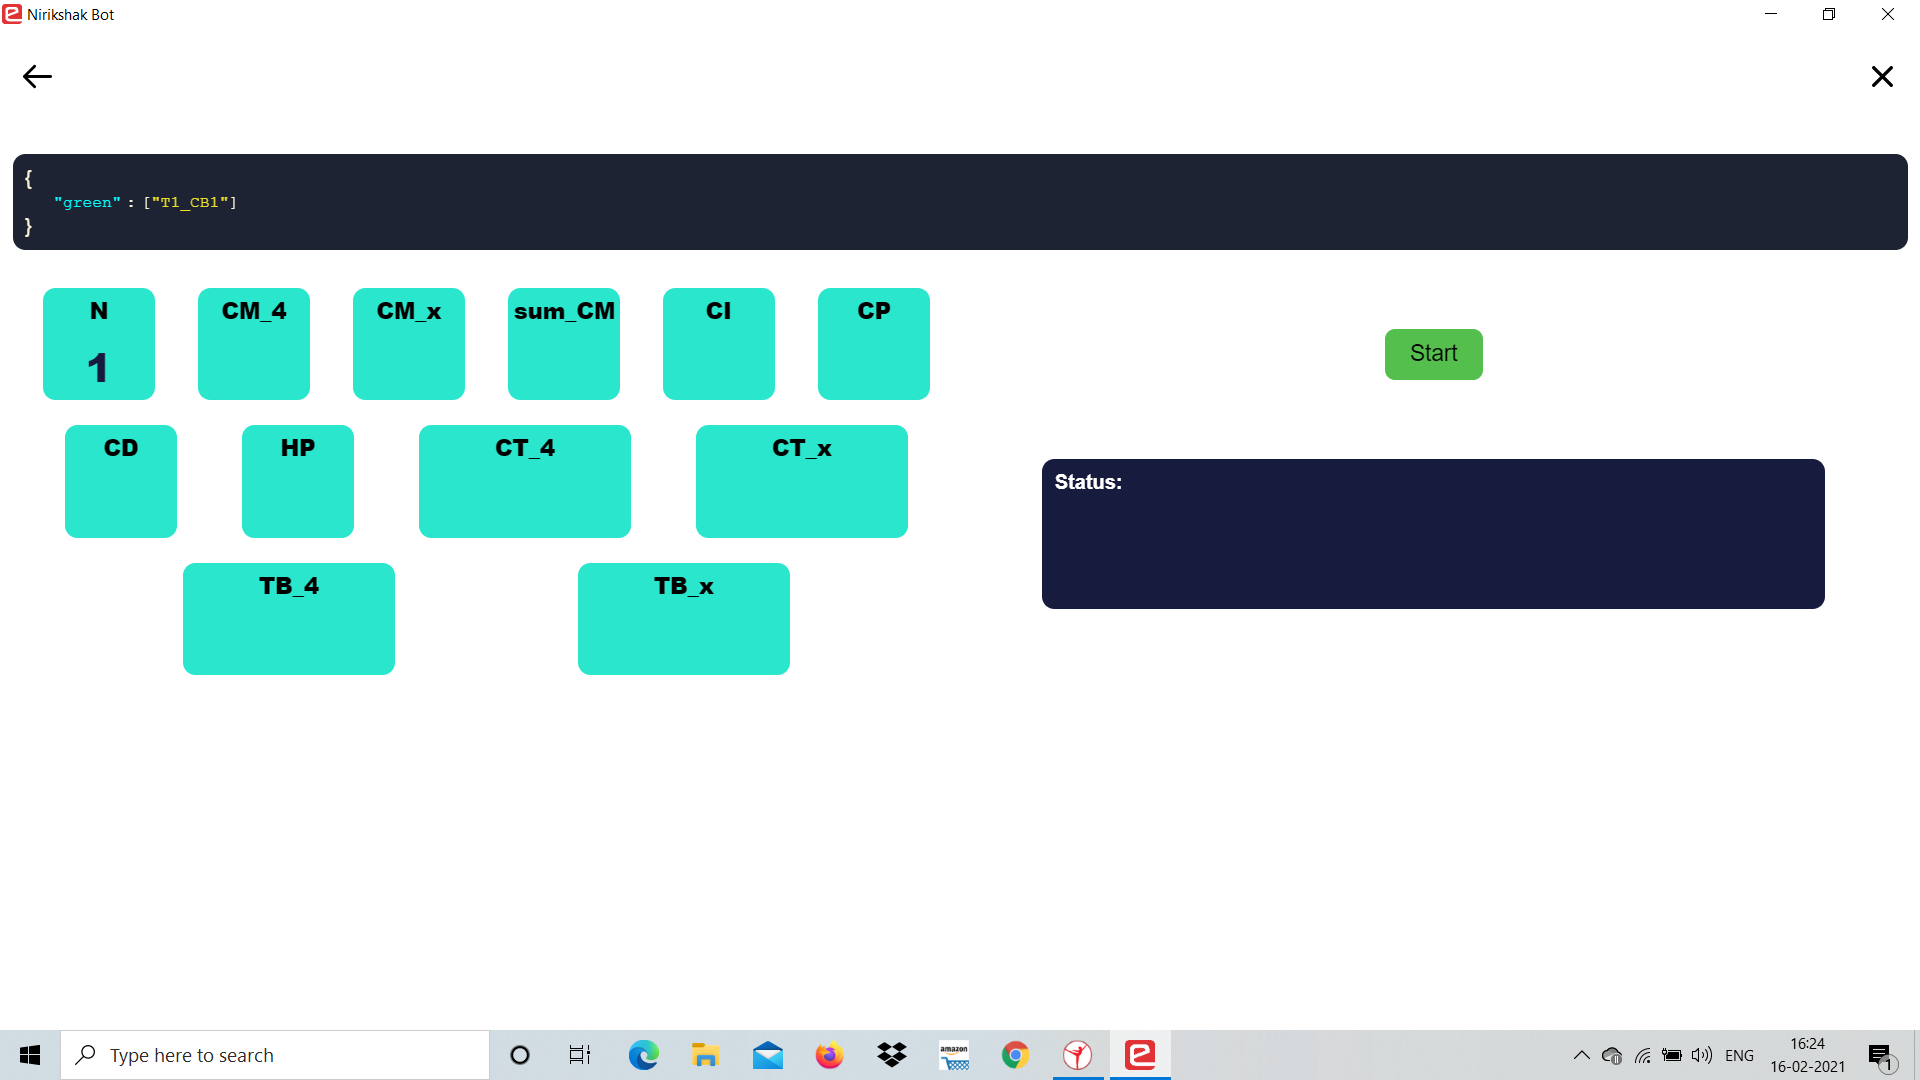 Nirikshak Bot
{
"green" : ["T1_CB1"]
}
N
CM_4
CM_x
sum_CM
CI
CP
1
Start
CD
HP
CT_4
CT_x
Status:
TB_4
TB_x
Type here to search
amazon
ENG
16:24
16-02-2021
1